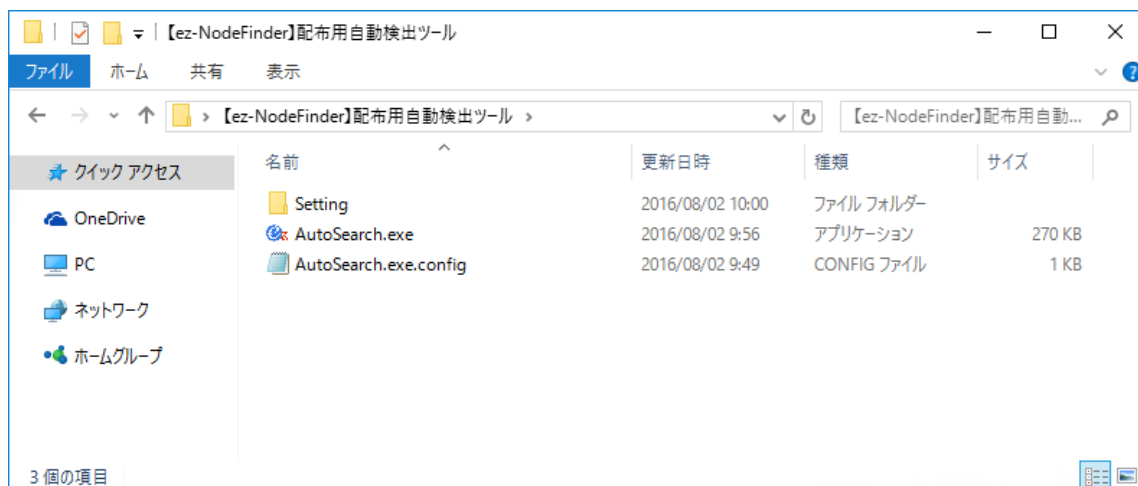 【ez-NodeFinder】配布用自動検出ツール
ファイル ホーム 共有 表示
【ez-NodeFinder】配布用自動検出ツール 【ez-NodeFinder】配布用自動...
クイック アクセス
OneDrive
PC
ネットワーク
ホームグループ
名前 更新日時 種類 サイズ
Setting 2016/08/02 10:00 ファイル フォルダー
AutoSearch.exe 2016/08/02 9:56 アプリケーション 270 KB
AutoSearch.exe.config 2016/08/02 9:49 CONFIG ファイル 1 KB
3 個の項目